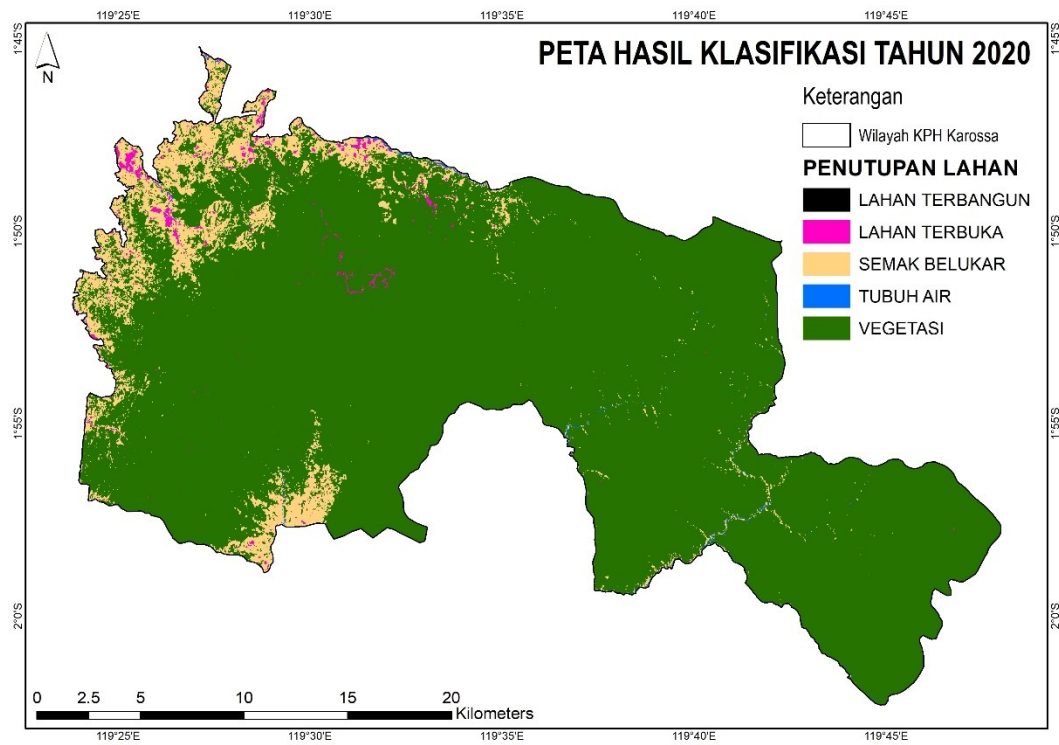 119°25'E 119°30'E 119°35'E 119°40'E 119°45'E
1°45'S 1°45'S
N
PETA HASIL KLASIFIKASI TAHUN 2020
Keterangan
Wilayah KPH Karossa
PENUTUPAN LAHAN
LAHAN TERBANGUN
LAHAN TERBUKA
SEMAK BELUKAR
TUBUH AIR
VEGETASI
1°50'S 1°50'S
1°55'S 1°55'S
2°0'S 2°0'S
0 2.5 5 10 15 20
Kilometers
119°25'E 119°30'E 119°35'E 119°40'E 119°45'E